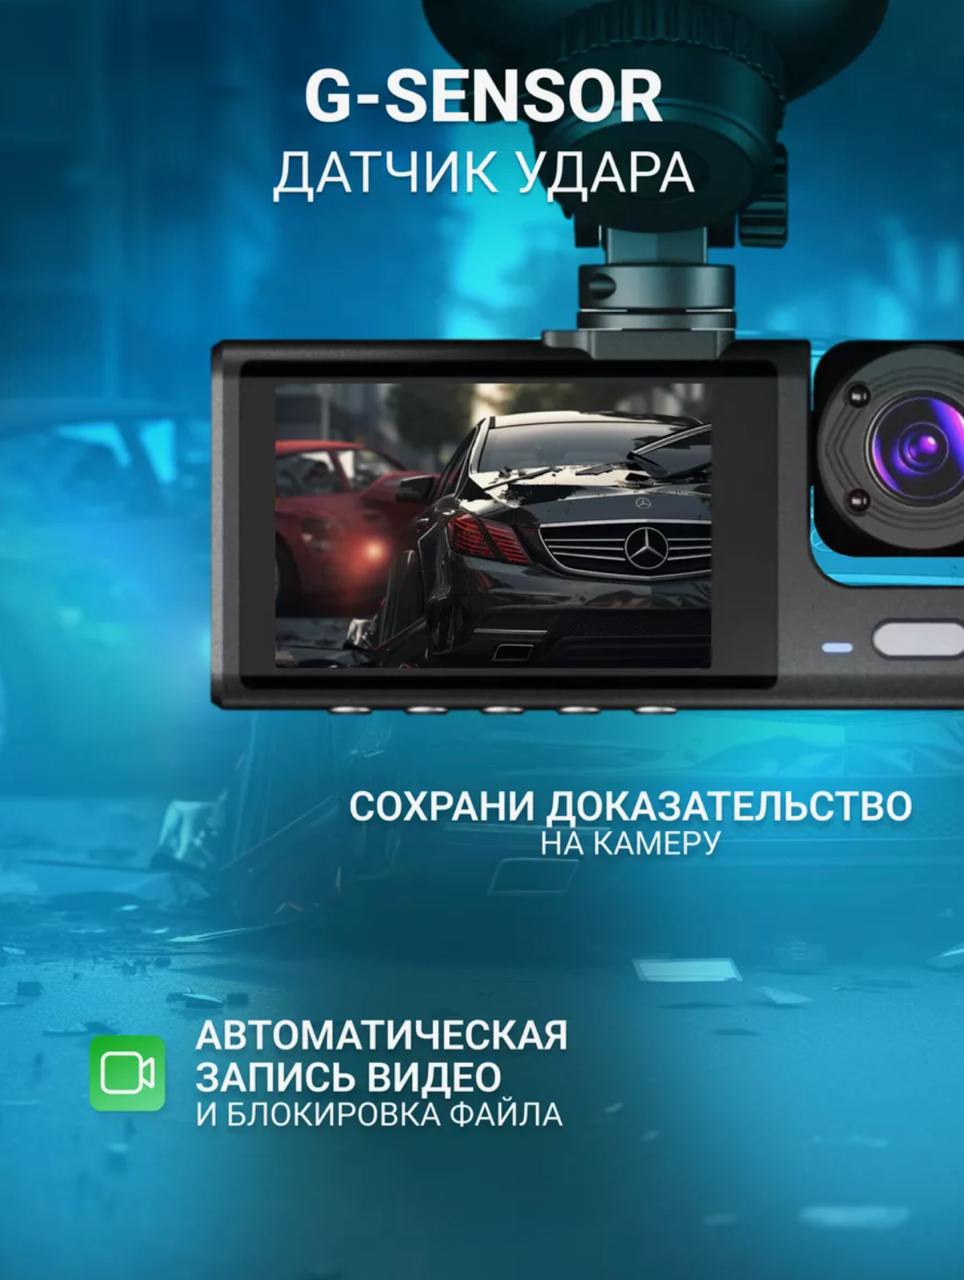 G-SENSOR
ДАТЧИК УДАРА
СОХРАНИ ДОКАЗАТЕЛЬСТВО
НА КАМЕРУ
АВТОМАТИЧЕСКАЯ
ЗАПИСЬ ВИДЕО
И БЛОКИРОВКА ФАЙЛА